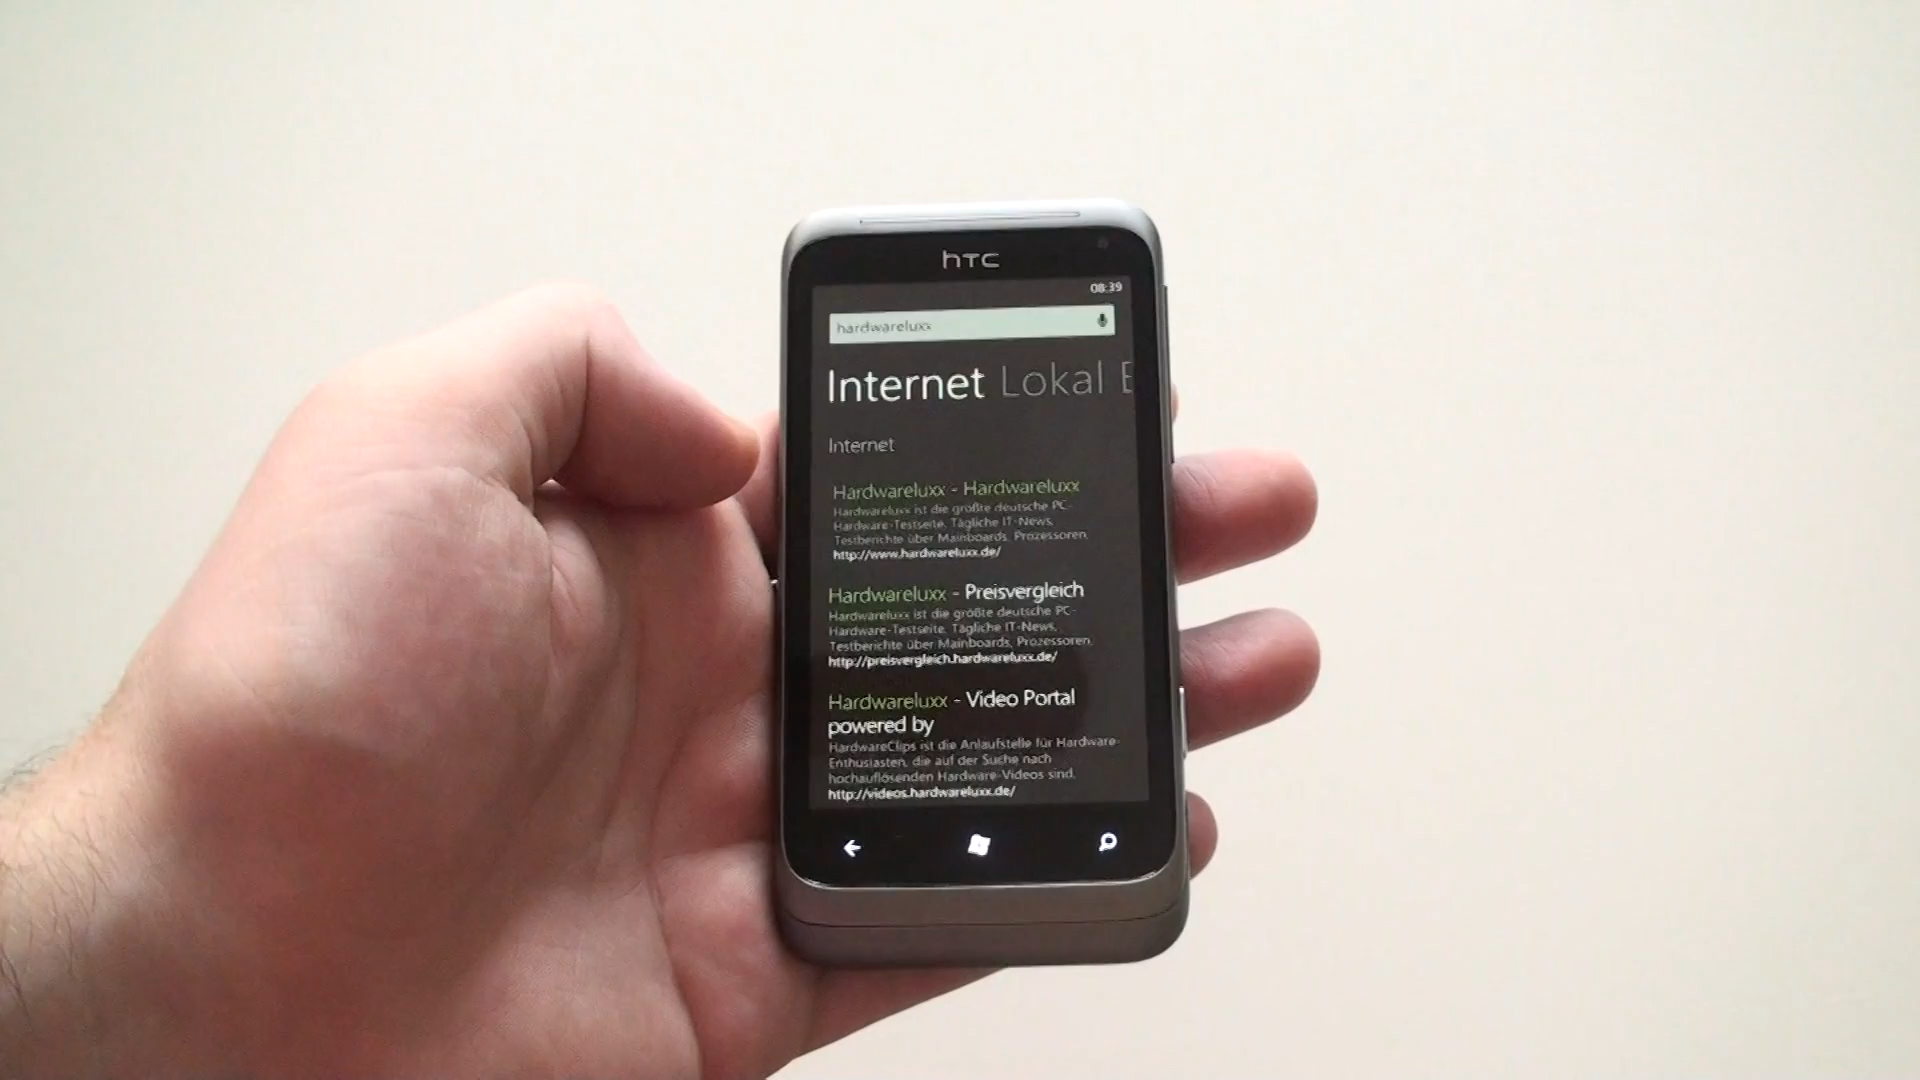 hTC
08:39
hardwareluxx
Internet Lokal
Internet
Hardwareluxx - Hardwareluxx
Hardwareluxx ist die größte deutsche PC-
Hardware-Testseite. Tägliche IT-News,
Testberichte über Mainboards, Prozessoren,
http://www.hardwareluxx.de/
Hardwareluxx - Preisvergleich
Hardwareluxx ist die größte deutsche PC-
Hardware-Testseite. Tägliche IT-News,
Testberichte über Mainboards, Prozessoren,
http://preisvergleich.hardwareluxx.de/
Hardwareluxx - Video Portal
powered by
HardwareClips ist die Anlaufstelle für Hardware-
Enthusiasten, die auf der Suche nach
hochauflösenden Hardware-Videos sind.
http://videos.hardwareluxx.de/